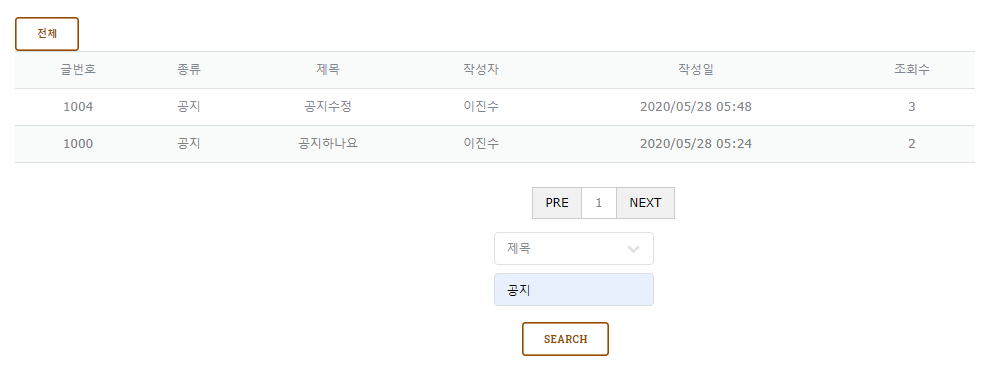 전체
글번호 종류 제목 작성자 작성일 조회수
1004 공지 공지수정 이진수 2020/05/28 05:48 3
1000 공지 공지하나요 이진수 2020/05/28 05:24 2
PRE 1 NEXT
제목
공지
SEARCH